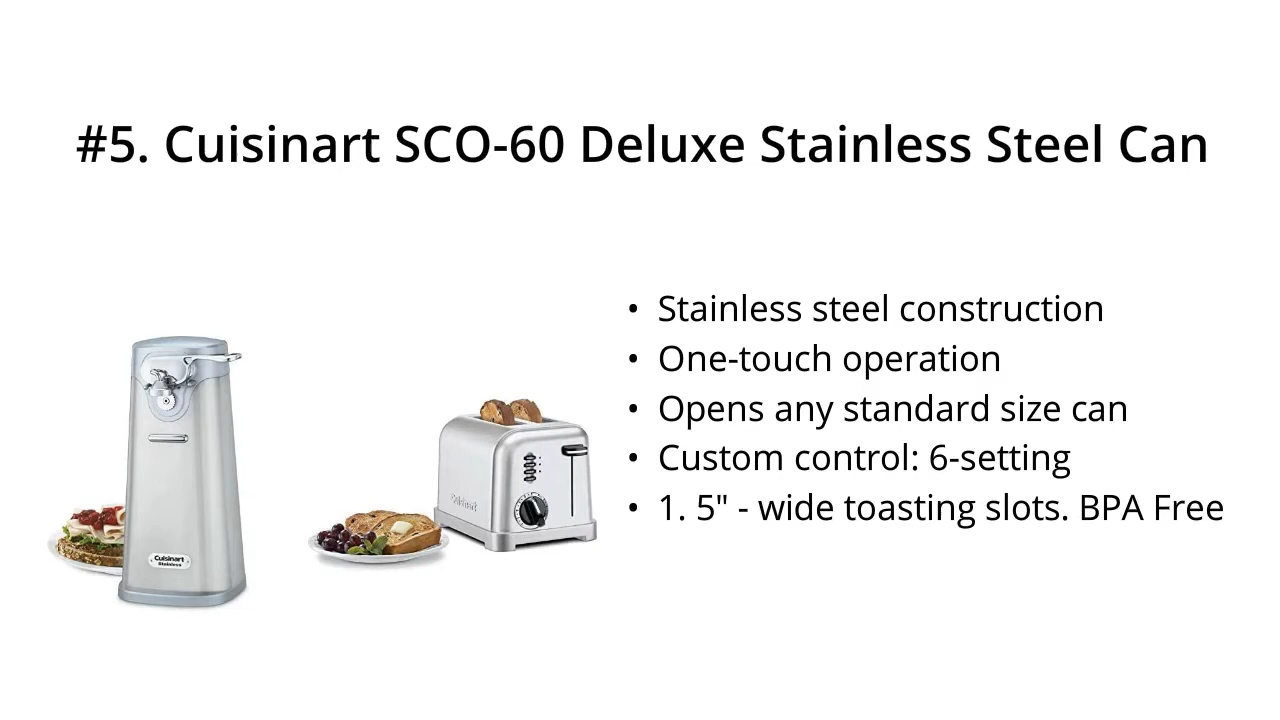 #5. Cuisinart SCO-60 Deluxe Stainless Steel Can
• Stainless steel construction
• One-touch operation
• Opens any standard size can
• Custom control: 6-setting
• 1. 5" - wide toasting slots. BPA Free
Cuisinart
Cuisinart
Stainless